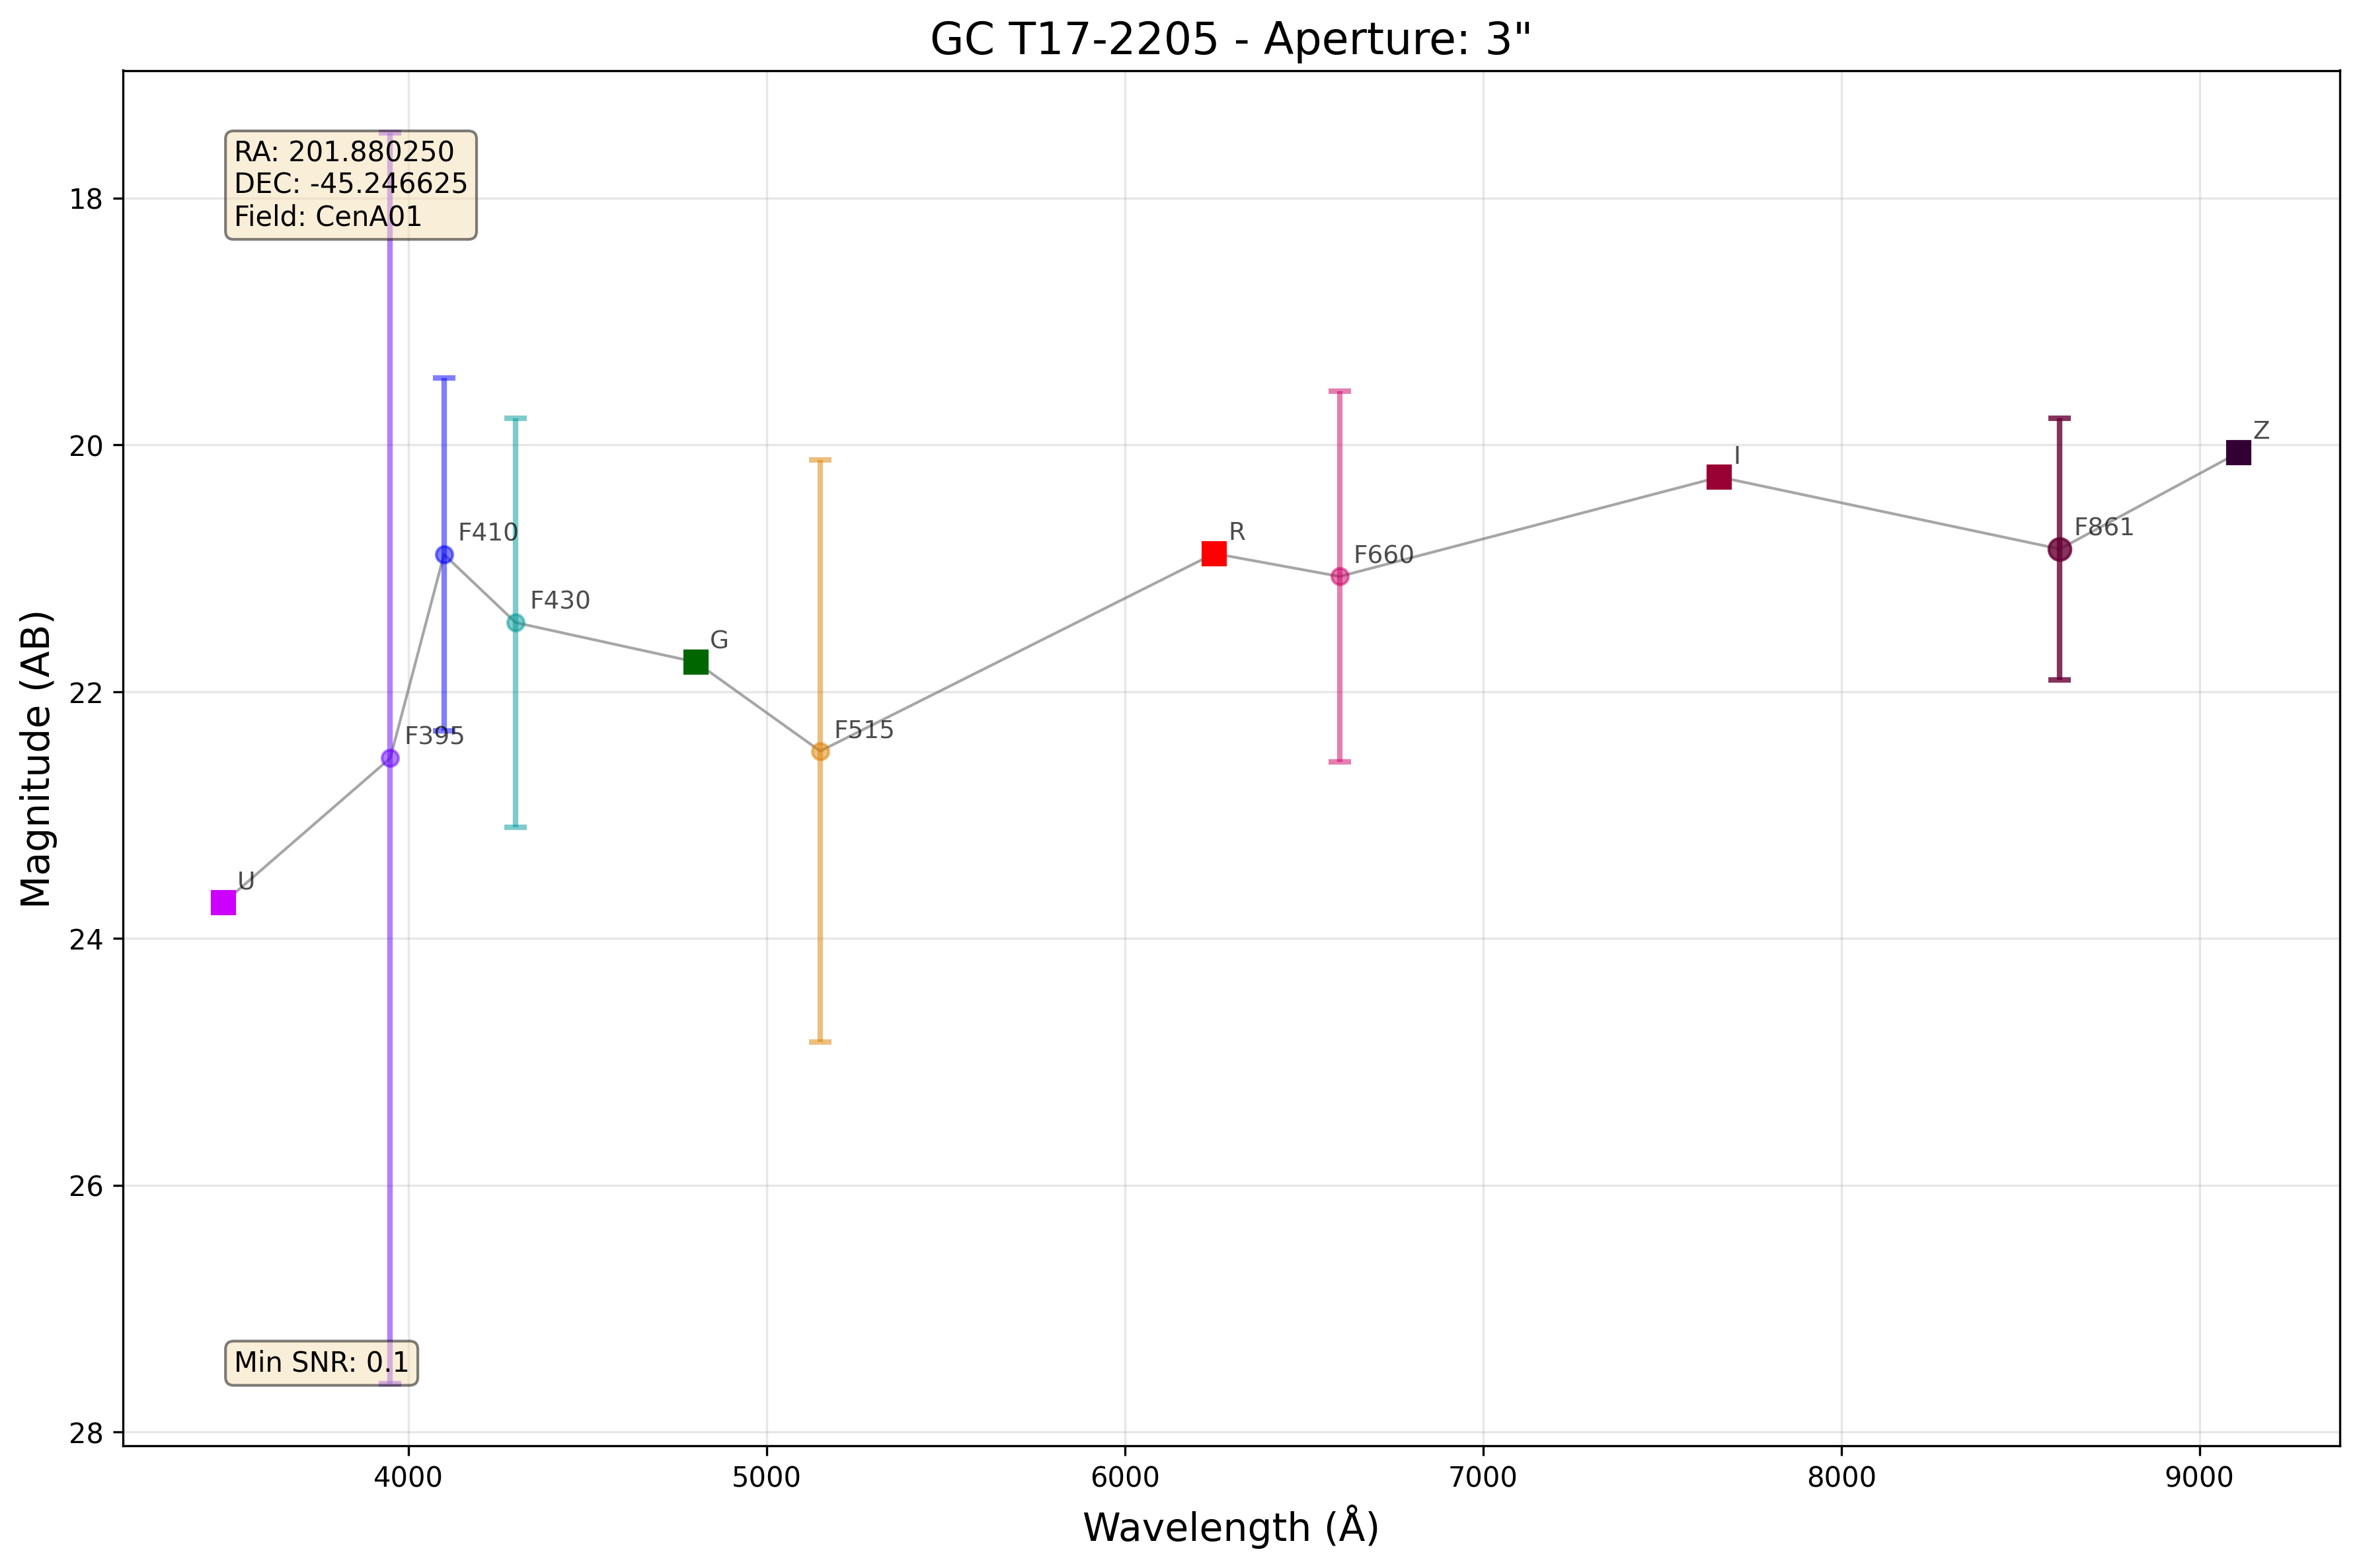 GC T17-2205 - Aperture: 3"
RA: 201.880250
DEC: -45.246625
Field: CenA01
18
20
22
24
26
28
Magnitude (AB)
U
F395
F410
F430
G
F515
R
F660
I
F861
Z
Min SNR: 0.1
4000
5000
6000
7000
8000
9000
Wavelength (Å)